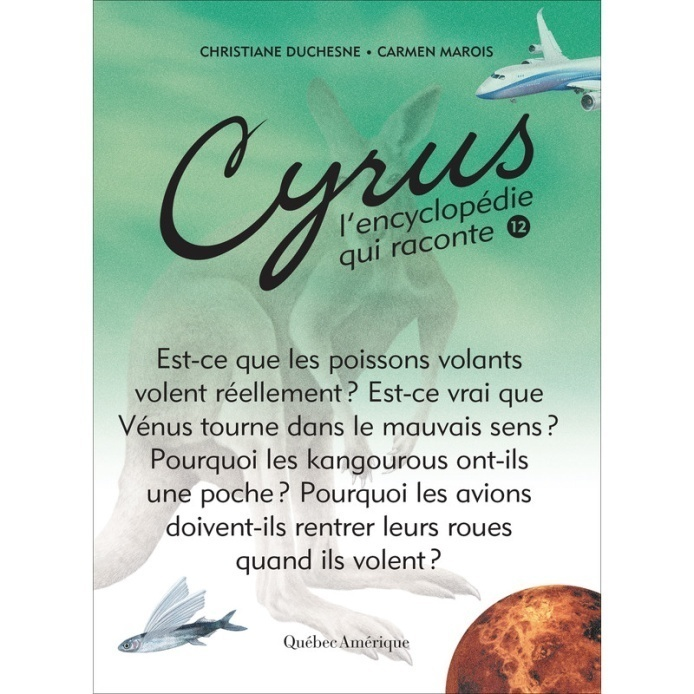 CHRISTIANE DUCHESNE • CARMEN MAROIS
Cyrus
l'encyclopédie
qui raconte 12
Est-ce que les poissons volants
volent réellement ? Est-ce vrai que
Vénus tourne dans le mauvais sens ?
Pourquoi les kangourous ont-ils
une poche ? Pourquoi les avions
doivent-ils rentrer leurs roues
quand ils volent ?
Québec Amérique